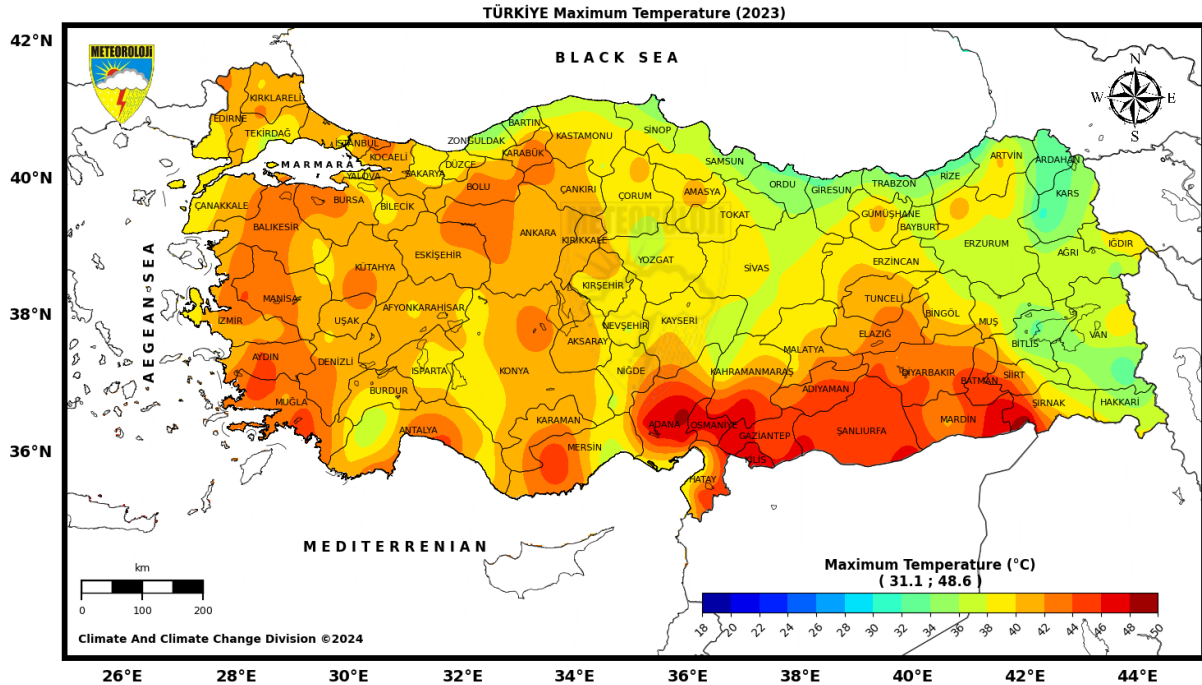 TÜRKİYE Maximum Temperature (2023)
42°N
40°N
38°N
36°N
METEOROLOJİ
BLACK SEA
N
W
E
S
KIRKLARELİ
EDİRNE
TEKİRDAĞ
İSTANBUL
KOCAELİ
MARMARA
YALOVA
SAKARYA
DÜZCE
ZONGULDAK
BARTIN
KARABÜK
KASTAMONU
SİNOP
SAMSUN
ORDU
GİRESUN
TRABZON
RİZE
ARTVİN
ARDAHAN
KARS
ÇANAKKALE
BURSA
BİLECİK
BOLU
ÇANKIRI
ÇORUM
AMASYA
TOKAT
GÜMÜŞHANE
BAYBURT
ERZURUM
IĞDIR
AĞRI
BALIKESİR
KÜTAHYA
ESKİŞEHİR
ANKARA
KIRIKKALE
METEOROLOJİ
YOZGAT
SİVAS
ERZİNCAN
AEGEAN SEA
MANİSA
İZMİR
UŞAK
AFYONKARAHİSAR
KIRŞEHİR
NEVŞEHİR
KAYSERİ
AKSARAY
TUNCELİ
BİNGÖL
MUŞ
ELAZIĞ
BİTLİS
VAN
AYDIN
DENİZLİ
ISPARTA
BURDUR
KONYA
NİĞDE
KAHRAMANMARAŞ
MALATYA
ADIYAMAN
DİYARBAKIR
BATMAN
SİİRT
ŞIRNAK
HAKKARİ
MUĞLA
ANTALYA
KARAMAN
MERSİN
ADANA
OSMANİYE
GAZİANTEP
KİLİS
ŞANLIURFA
MARDİN
HATAY
MEDITERRENIAN
km
0 100 200
Climate And Climate Change Division ©2024
Maximum Temperature (°C)
( 31.1 ; 48.6 )
18 20 22 24 26 28 30 32 34 36 38 40 42 44 46 48 50
26°E 28°E 30°E 32°E 34°E 36°E 38°E 40°E 42°E 44°E